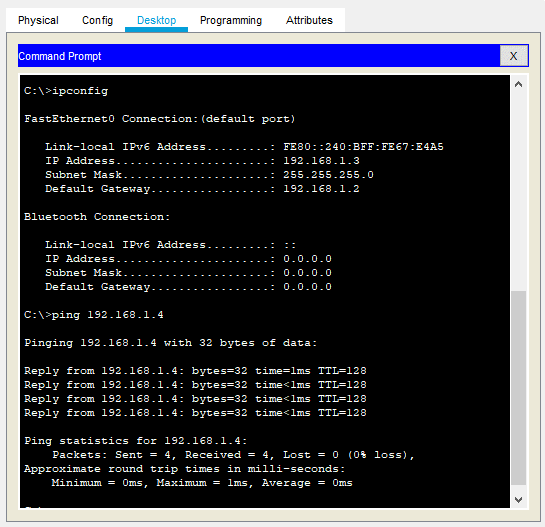 Physical Config Desktop Programming Attributes
Command Prompt X
C:\>ipconfig
FastEthernet0 Connection:(default port)
Link-local IPv6 Address.........: FE80::240:BFF:FE67:E4A5
IP Address......................: 192.168.1.3
Subnet Mask.....................: 255.255.255.0
Default Gateway.................: 192.168.1.2
Bluetooth Connection:
Link-local IPv6 Address.........: ::
IP Address......................: 0.0.0.0
Subnet Mask.....................: 0.0.0.0
Default Gateway.................: 0.0.0.0
C:\>ping 192.168.1.4
Pinging 192.168.1.4 with 32 bytes of data:
Reply from 192.168.1.4: bytes=32 time=1ms TTL=128
Reply from 192.168.1.4: bytes=32 time<1ms TTL=128
Reply from 192.168.1.4: bytes=32 time<1ms TTL=128
Reply from 192.168.1.4: bytes=32 time<1ms TTL=128
Ping statistics for 192.168.1.4:
Packets: Sent = 4, Received = 4, Lost = 0 (0% loss),
Approximate round trip times in milli-seconds:
Minimum = 0ms, Maximum = 1ms, Average = 0ms